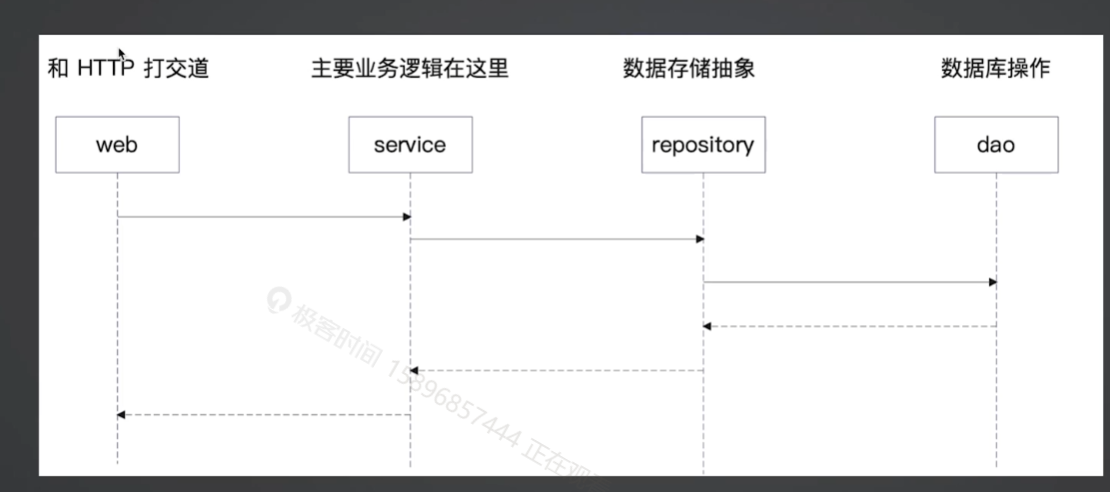 和 HTTP 打交道
主要业务逻辑在这里
数据存储抽象
数据库操作
web
service
repository
dao
极客时间 15896857444 正在观